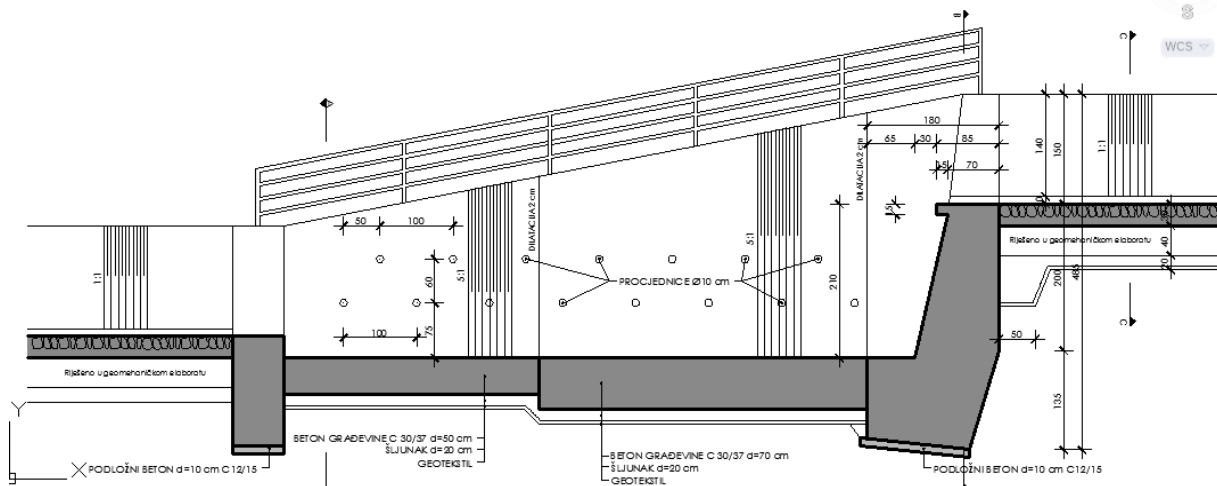 S
WCS
B
C
A
180
65
30
85
15
70
140
150
1:1
DILATACIJA 2 cm
DILATACIJA 2 cm
50
100
15
5:1
30
Riješeno u geomehaničkom elaboratu
40
1:1
60
5:1
PROCJEDNICE Ø10 cm
210
20
200
485
75
100
C
50
Riješeno u geomehaničkom elaboratu
135
Y
BETON GRAĐEVINE C 30/37 d=50 cm
ŠLJUNAK d=20 cm
GEOTEKSTIL
BETON GRAĐEVINE C 30/37 d=70 cm
ŠLJUNAK d=20 cm
GEOTEKSTIL
X
PODLOŽNI BETON d=10 cm C12/15
PODLOŽNI BETON d=10 cm C12/15